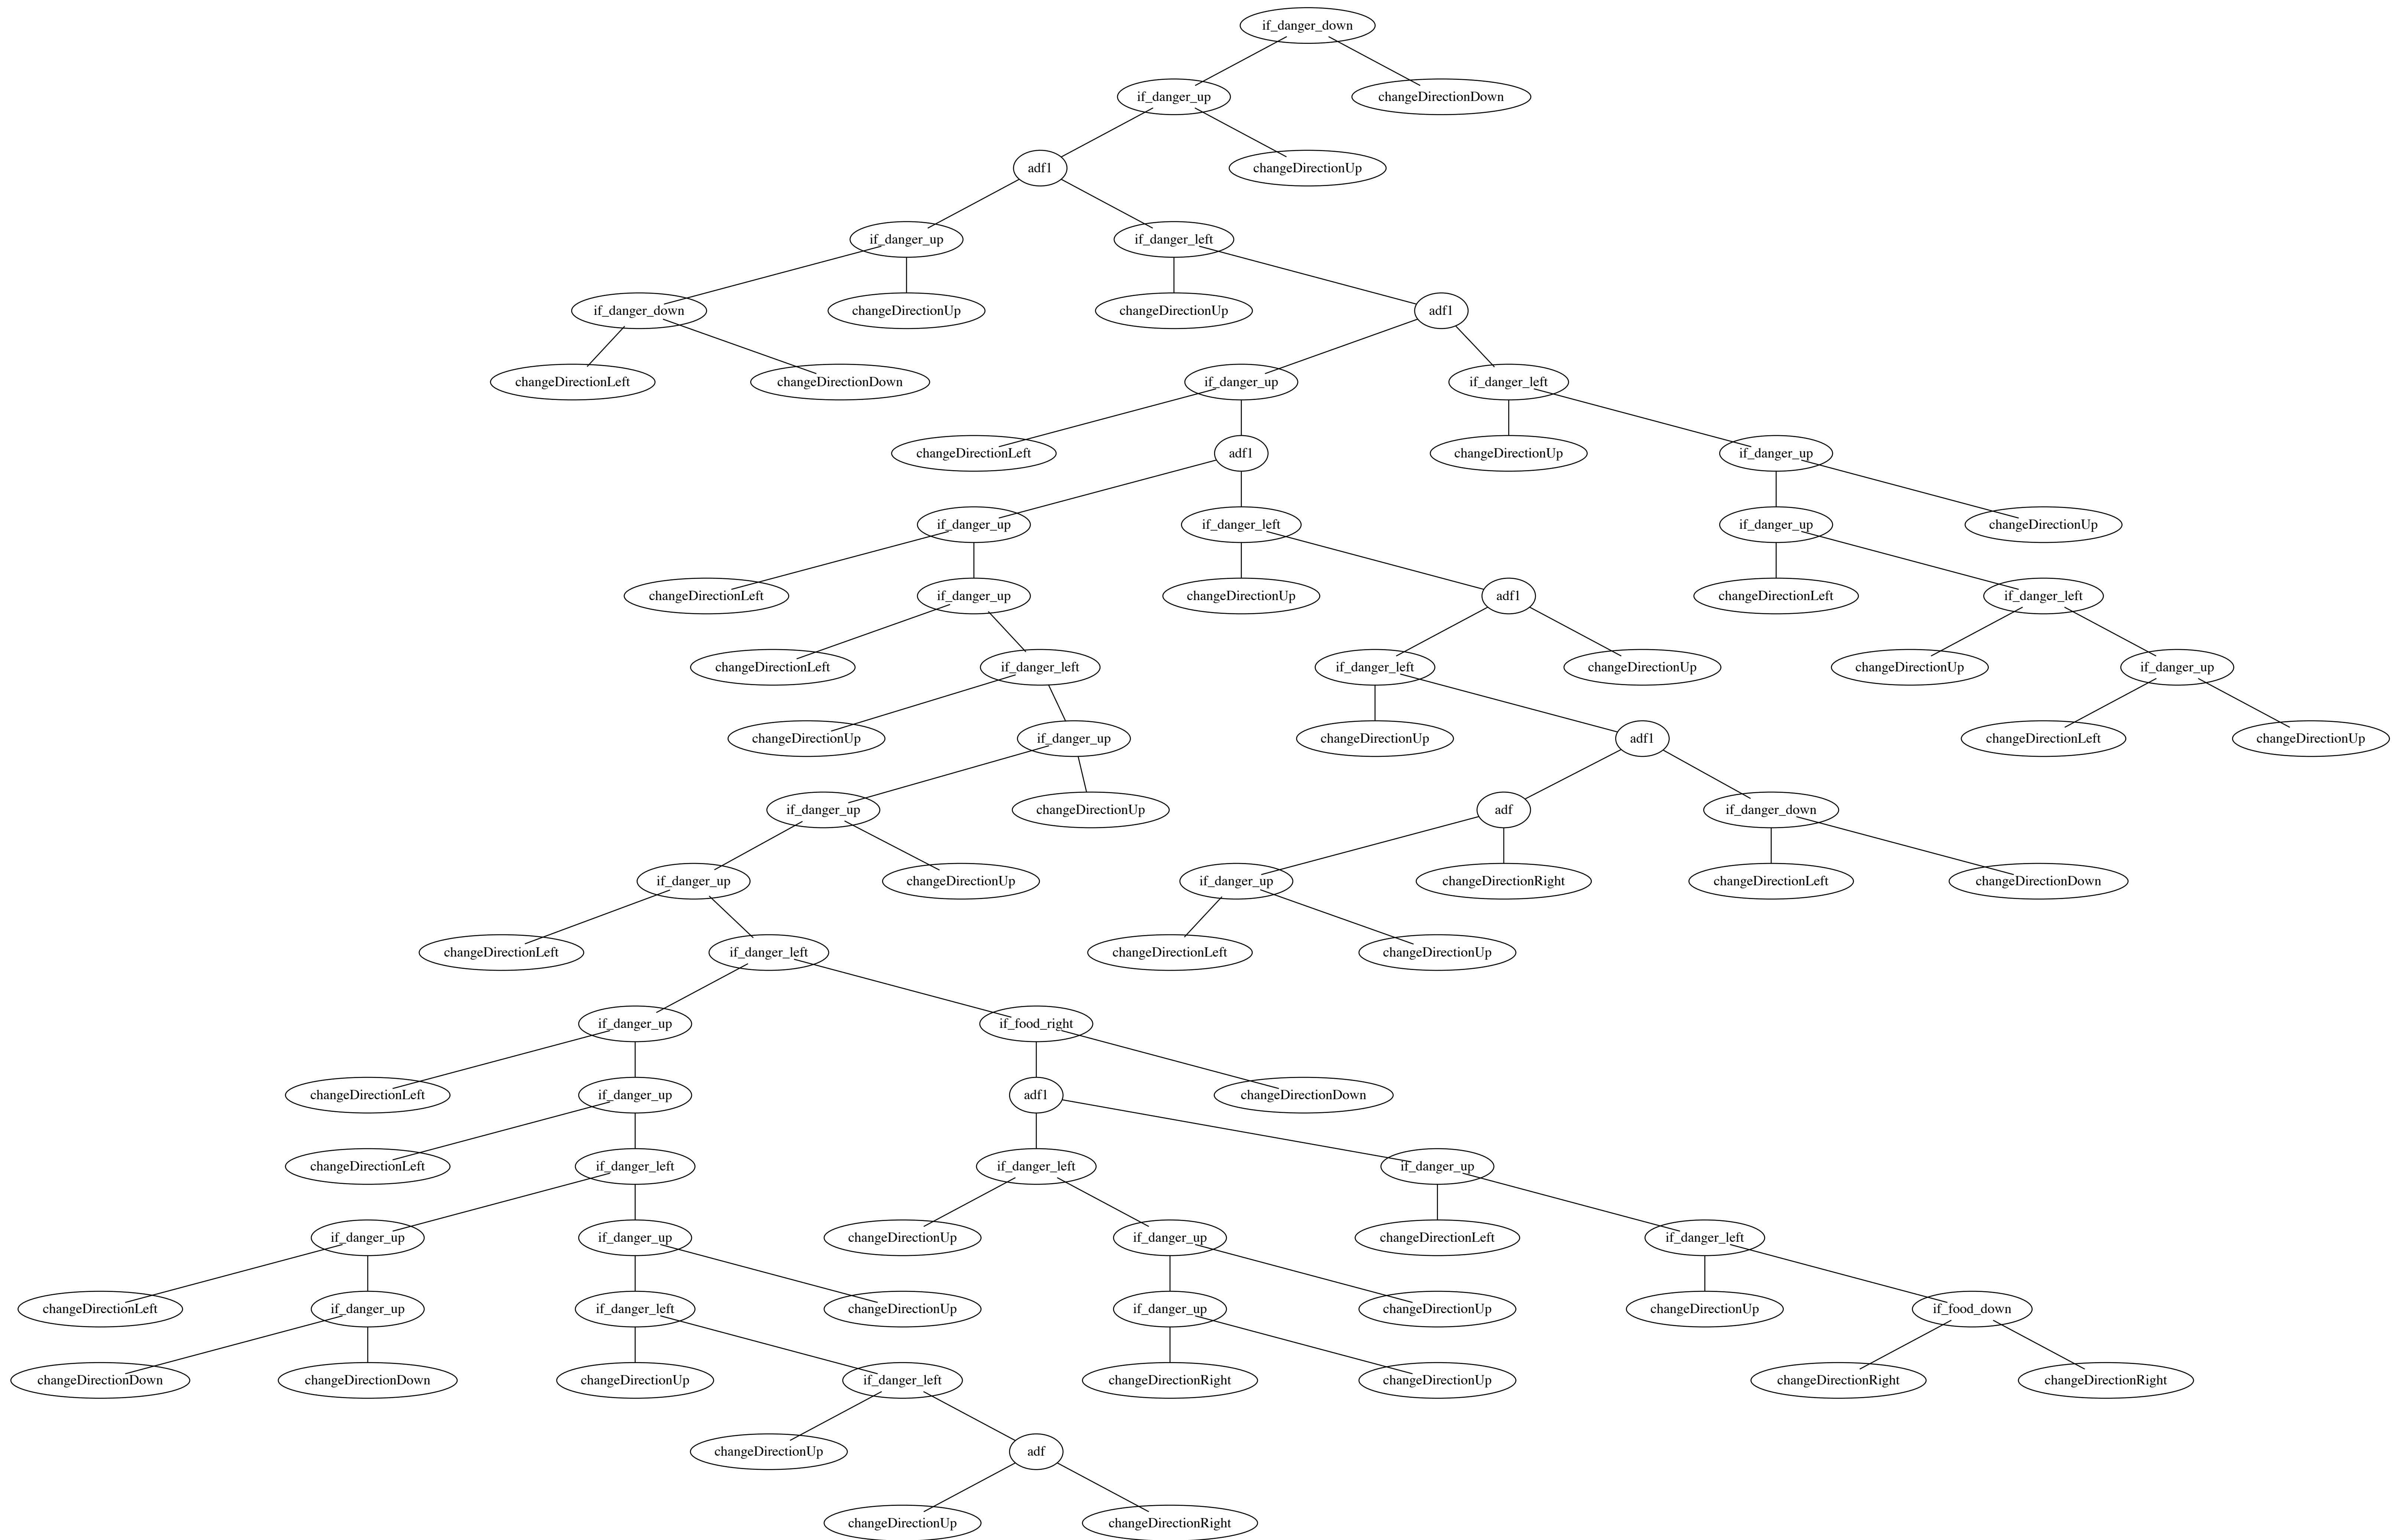 if_danger_down
if_danger_up
changeDirectionDown
adf1
changeDirectionUp
if_danger_up
if_danger_left
if_danger_down
changeDirectionUp
changeDirectionUp
adf1
changeDirectionLeft
changeDirectionDown
if_danger_up
if_danger_left
changeDirectionLeft
adf1
changeDirectionUp
if_danger_up
if_danger_up
if_danger_left
if_danger_up
changeDirectionUp
changeDirectionLeft
if_danger_up
changeDirectionUp
adf1
changeDirectionLeft
if_danger_left
changeDirectionLeft
if_danger_left
if_danger_left
changeDirectionUp
changeDirectionUp
if_danger_up
changeDirectionUp
if_danger_up
changeDirectionUp
adf1
changeDirectionLeft
changeDirectionUp
if_danger_up
changeDirectionUp
adf
if_danger_down
if_danger_up
changeDirectionUp
if_danger_up
changeDirectionRight
changeDirectionLeft
changeDirectionDown
changeDirectionLeft
if_danger_left
changeDirectionLeft
changeDirectionUp
if_danger_up
if_food_right
changeDirectionLeft
if_danger_up
adf1
changeDirectionDown
changeDirectionLeft
if_danger_left
if_danger_left
if_danger_up
if_danger_up
if_danger_up
changeDirectionUp
if_danger_up
changeDirectionLeft
if_danger_left
changeDirectionLeft
if_danger_up
if_danger_left
changeDirectionUp
if_danger_up
changeDirectionUp
changeDirectionUp
if_food_down
changeDirectionDown
changeDirectionDown
changeDirectionUp
if_danger_left
changeDirectionRight
changeDirectionUp
changeDirectionRight
changeDirectionRight
changeDirectionUp
adf
changeDirectionUp
changeDirectionRight